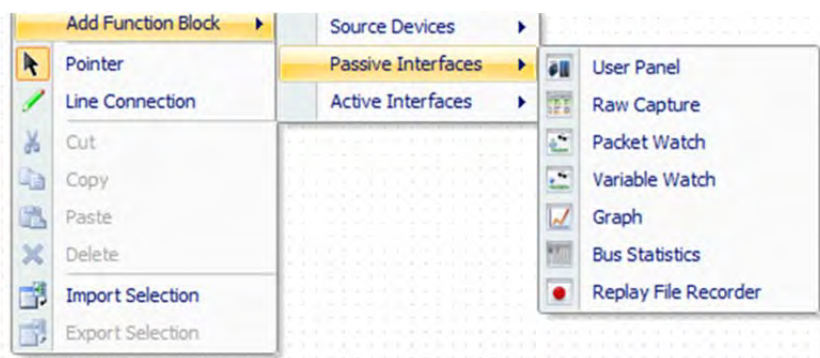 Add Function Block
Pointer
Line Connection
Cut
Copy
Paste
Delete
Import Selection
Export Selection
Source Devices
Passive Interfaces
Active Interfaces
User Panel
Raw Capture
Packet Watch
Variable Watch
Graph
Bus Statistics
Replay File Recorder